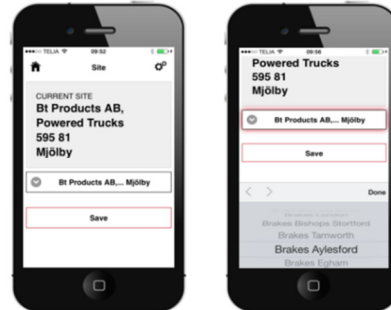 TELIA 09:52
Site
CURRENT SITE
Bt Products AB,
Powered Trucks
595 81
Mjölby
Bt Products AB,... Mjölby
Save
TELIA 09:56
Powered Trucks
595 81
Mjölby
Bt Products AB,... Mjölby
Save
Done
Brakes Bishops Stortford
Brakes Tamworth
Brakes Aylesford
Brakes Egham